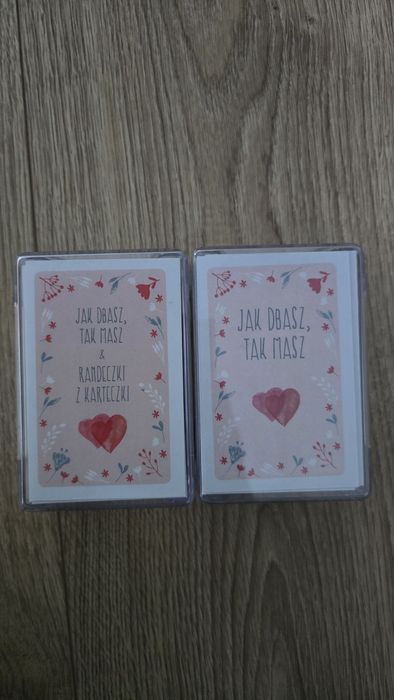 JAK DBASZ,
TAK MASZ
&
RANDECZKI
Z KARTECZKI
JAK DBASZ,
TAK MASZ